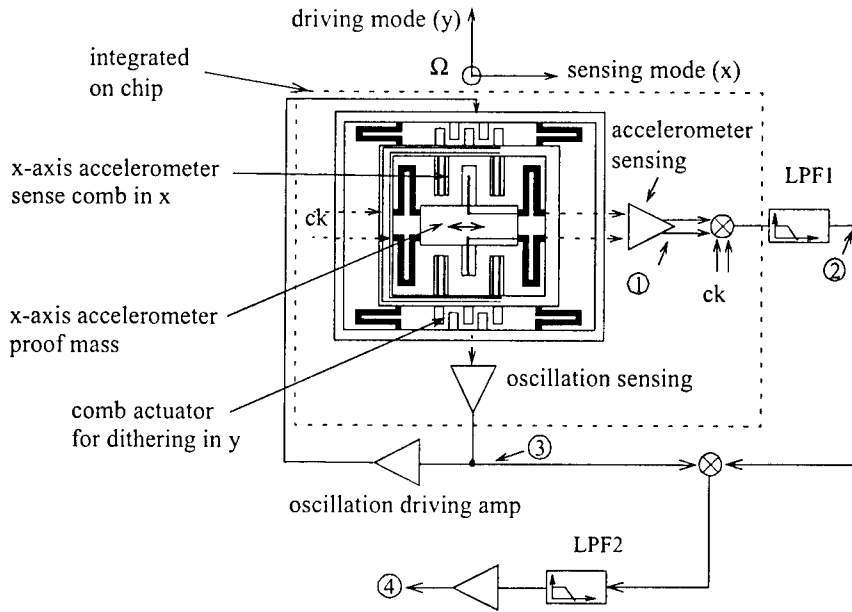 driving mode (y)
integrated
on chip
Ω
sensing mode (x)
accelerometer
sensing
x-axis accelerometer
sense comb in x
LPF1
ck
①
②
ck
x-axis accelerometer
proof mass
oscillation sensing
comb actuator
for dithering in y
③
oscillation driving amp
LPF2
④